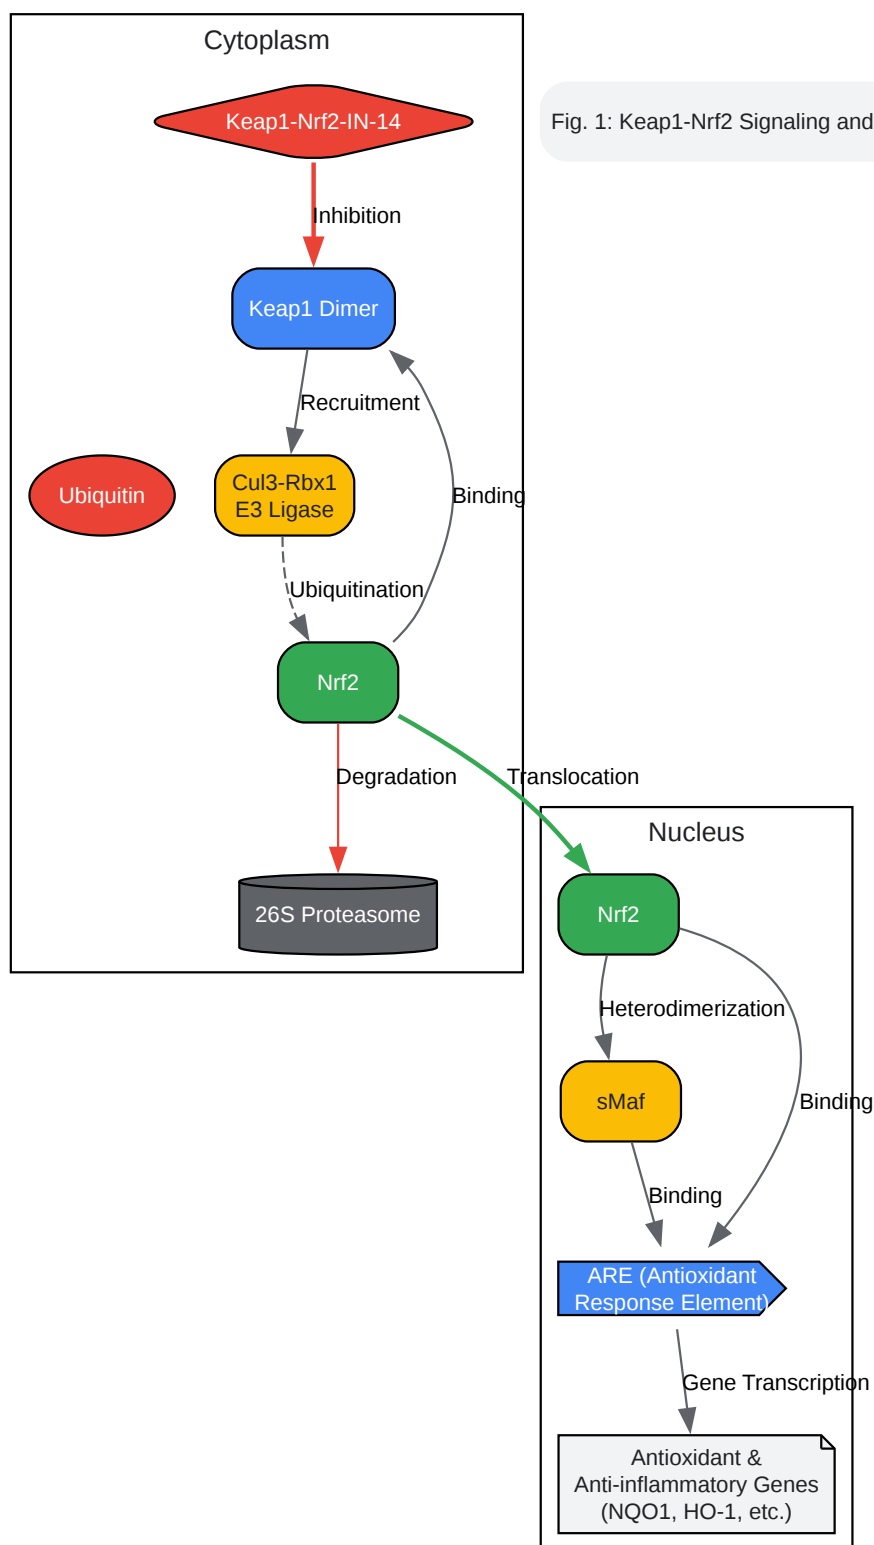 Cytoplasm
Keap1-Nrf2-IN-14
Fig. 1: Keap1-Nrf2 Signaling and
Inhibition
Keap1 Dimer
Recruitment
Ubiquitin
Cul3-Rbx1
E3 Ligase
Binding
Ubiquitination
Nrf2
Degradation
Translocation
26S Proteasome
Nucleus
Nrf2
Heterodimerization
sMaf
Binding
Binding
ARE (Antioxidant
Response Element)
Gene Transcription
Antioxidant &
Anti-inflammatory Genes
(NQO1, HO-1, etc.)